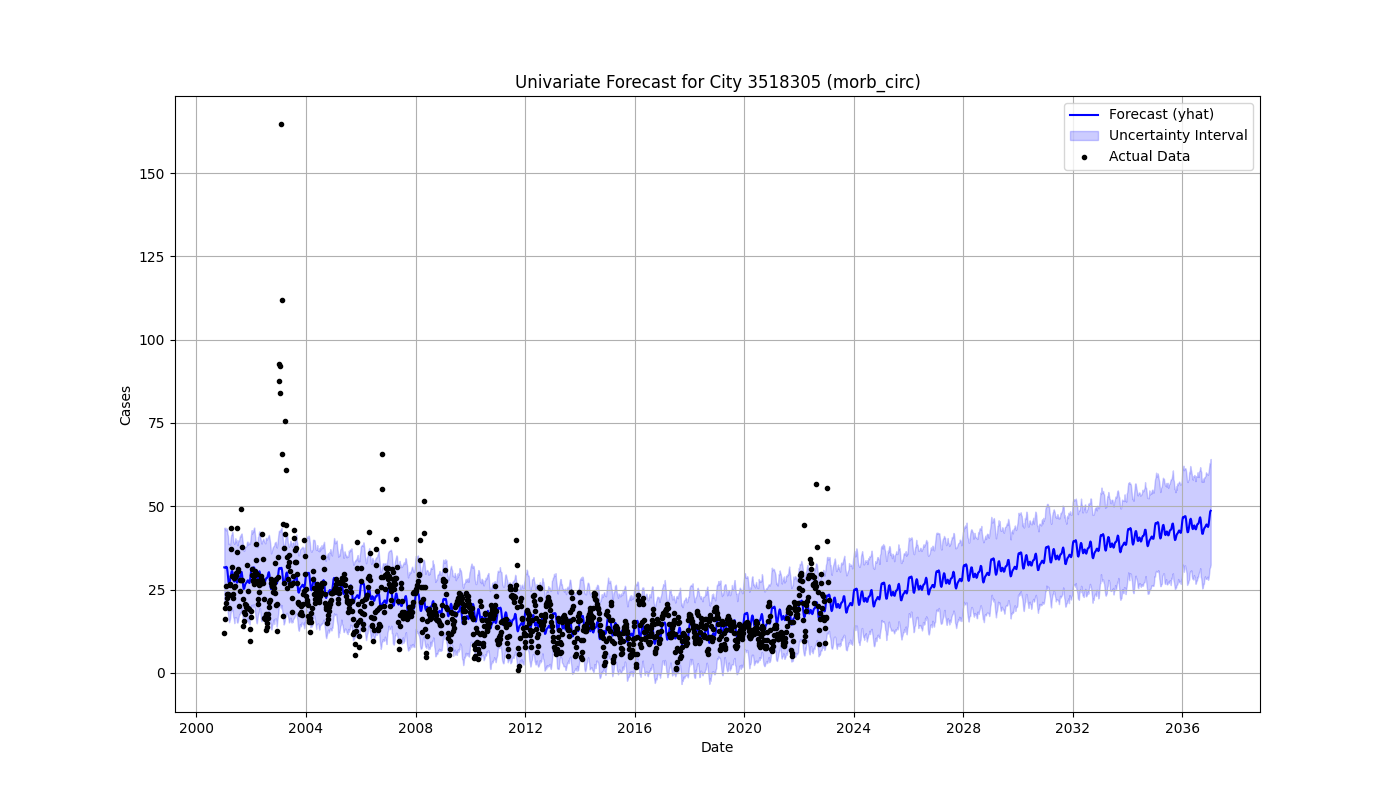 Univariate Forecast for City 3518305 (morb_circ)
Forecast (yhat)
Uncertainty Interval
Actual Data
150
125
100
75
50
25
0
Cases
2000 2004 2008 2012 2016 2020 2024 2028 2032 2036
Date